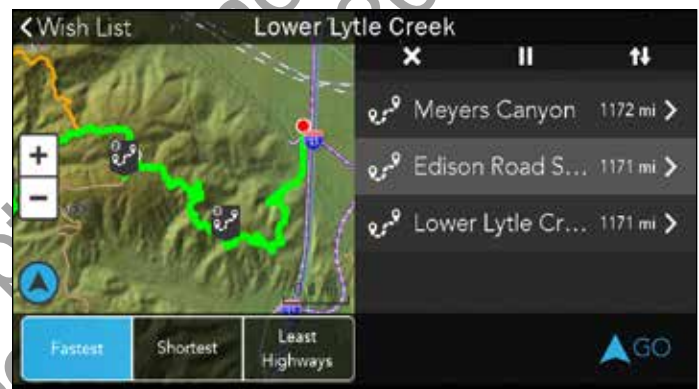 Wish List
Lower Lytle Creek
Meyers Canyon 1172 mi
Edison Road S... 1171 mi
Lower Lytle Cr... 1171 mi
Fastest
Shortest
Least
Highways
GO